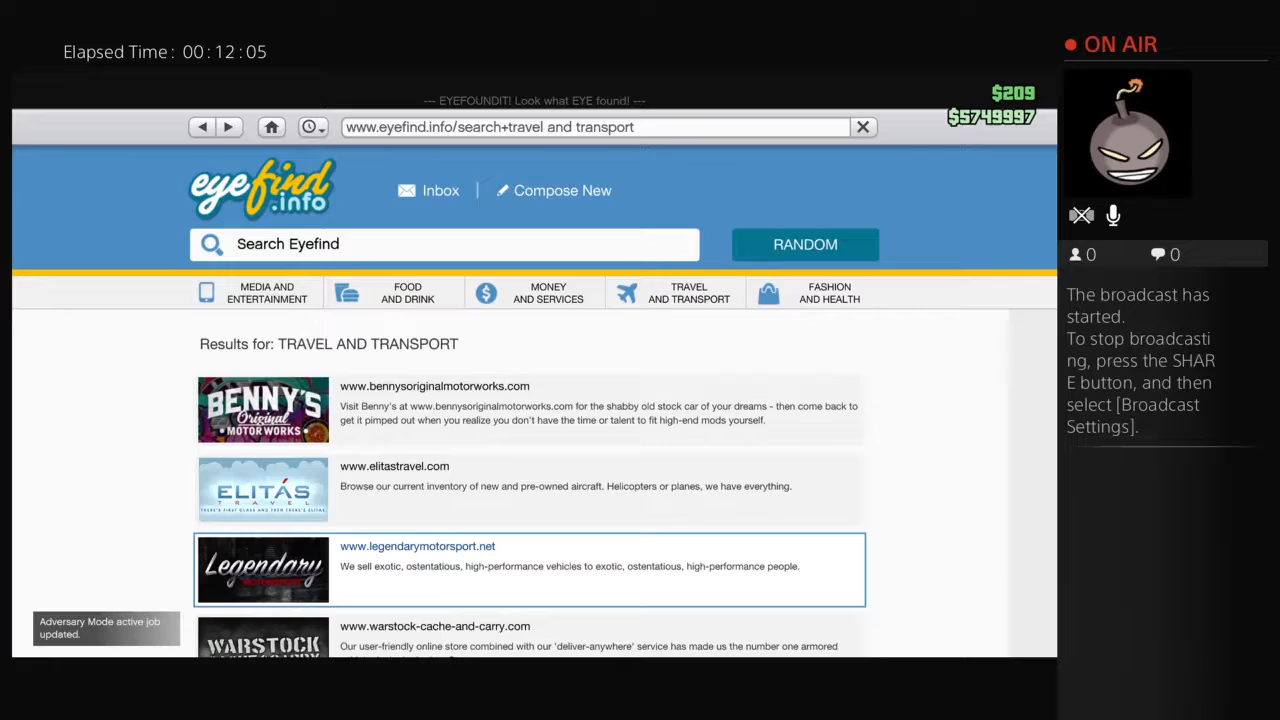 Elapsed Time: 00:12:05
ON AIR
--- EYEFOUNDIT! Look what EYE found! ---
$209
$5749997
www.eyefind.info/search+travel and transport
eyefind
.info
Inbox
Compose New
Search Eyefind
RANDOM
MEDIA AND
ENTERTAINMENT
FOOD
AND DRINK
MONEY
AND SERVICES
TRAVEL
AND TRANSPORT
FASHION
AND HEALTH
0
0
The broadcast has
started.
To stop broadcasti
ng, press the SHAR
E button, and then
select [Broadcast
Settings].
Results for: TRAVEL AND TRANSPORT
BENNY'S
Original
MOTOR WORKS
www.bennysoriginalmotorworks.com
Visit Benny's at www.bennysoriginalmotorworks.com for the shabby old stock car of your dreams - then come back to
get it pimped out when you realize you don't have the time or talent to fit high-end mods yourself.
ELITÁS
TRAVEL
THERE'S FIRST CLASS AND THEN THERE'S ELITAS
www.elitastravel.com
Browse our current inventory of new and pre-owned aircraft. Helicopters or planes, we have everything.
Legendary
MOTORSPORT
www.legendarymotorsport.net
We sell exotic, ostentatious, high-performance vehicles to exotic, ostentatious, high-performance people.
WARSTOCK
www.warstock-cache-and-carry.com
Our user-friendly online store combined with our 'deliver-anywhere' service has made us the number one armored
Adversary Mode active job
updated.